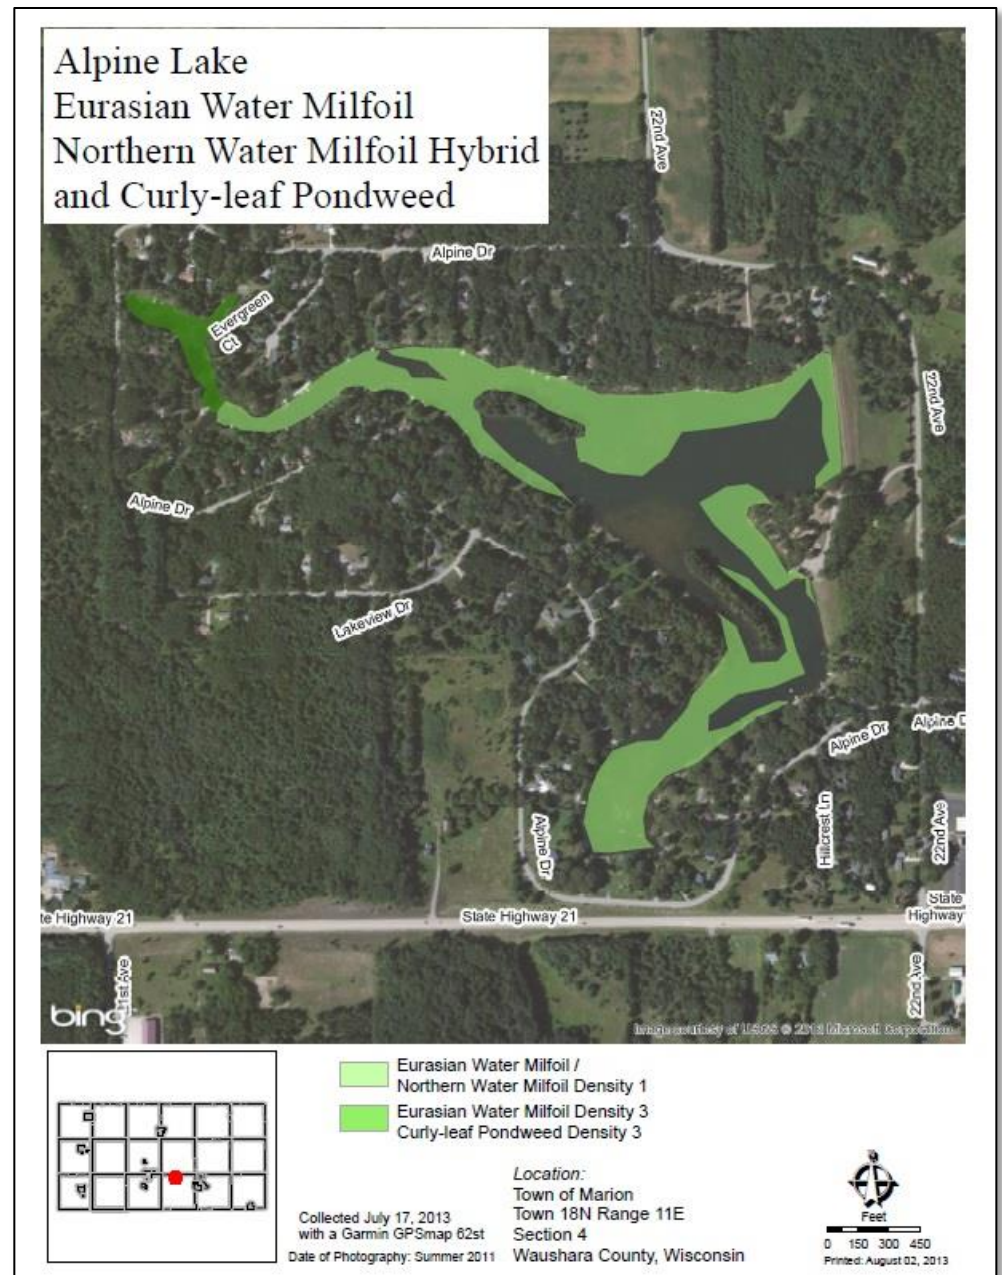 Alpine Lake
Eurasian Water Milfoil
Northern Water Milfoil Hybrid
and Curly-leaf Pondweed
22nd Ave
Alpine Dr
Evergreen
Ct
22nd Ave
Alpine Dr
Lakeview Dr
Alpine Dr
Alpine D
Alpine Dr
Hillcrest Ln
22nd Ave
te Highway 21
State Highway 21
State
Highway
1st Ave
22nd Ave
bing
Image courtesy of USGS © 2013 Microsoft Corporation
Eurasian Water Milfoil /
Northern Water Milfoil Density 1
Eurasian Water Milfoil Density 3
Curly-leaf Pondweed Density 3
Location:
Town of Marion
Town 18N Range 11E
Section 4
Waushara County, Wisconsin
Collected July 17, 2013
with a Garmin GPSmap 62st
Date of Photography: Summer 2011
Feet
0 150 300 450
Printed: August 02, 2013